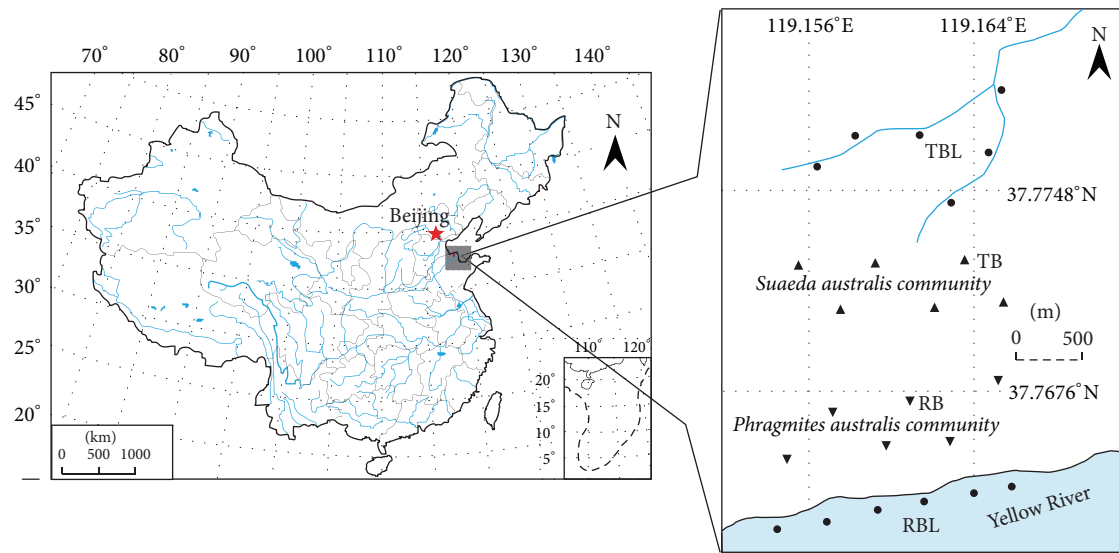 70°
80°
90°
100°
110°
120°
130°
140°
45°
40°
35°
30°
25°
20°
N
Beijing
(km)
0 500 1000
110°
120°
20°
15°
10°
5°
119.156°E
119.164°E
N
TBL
37.7748°N
TB
Suaeda australis community
(m)
0 500
37.7676°N
RB
Phragmites australis community
RBL
Yellow River